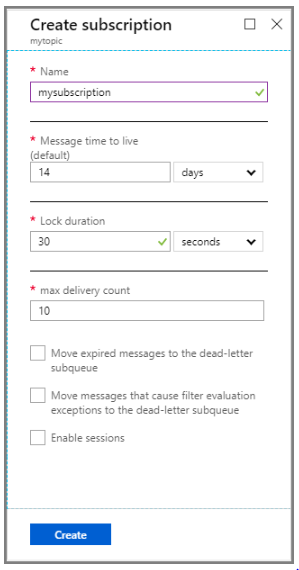 Create subscription
mytopic
* Name
mysubscription
* Message time to live
(default)
14 days
* Lock duration
30 seconds
* max delivery count
10
Move expired messages to the dead-letter
subqueue
Move messages that cause filter evaluation
exceptions to the dead-letter subqueue
Enable sessions
Create